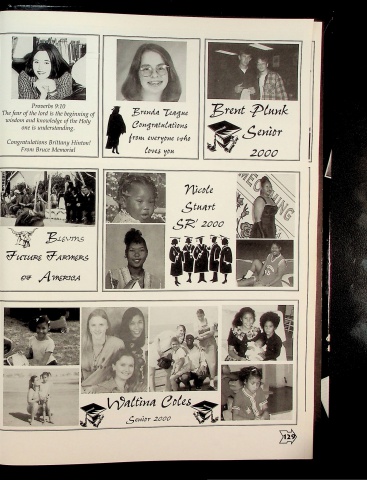 Proverbs 9:10
The fear of the lord is the beginning of
wisdom and knowledge of the Holy
one is understanding.
Congratulations Brittany Hinton!
From Bruce Memorial
Brenda Teague
Congratulations
from everyone who
loves you
Brent Plunk
Senior
2000
Blevins
Future Farmers
of America
Nicole
Stuart
SR' 2000
Waltina Coles
Senior 2000
129